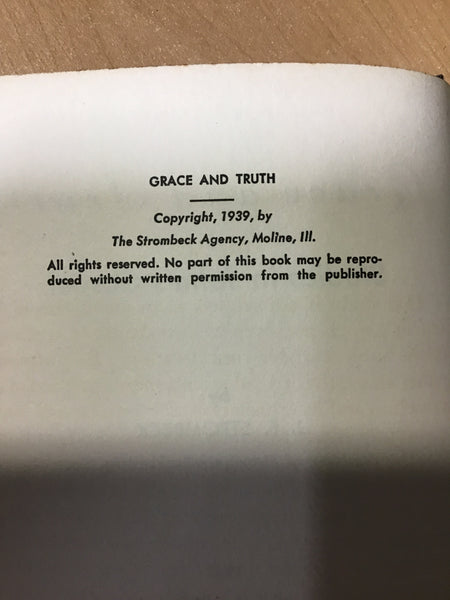 GRACE AND TRUTH
Copyright, 1939, by
The Strombeck Agency, Moline, Ill.
All rights reserved. No part of this book may be repro-
duced without written permission from the publisher.